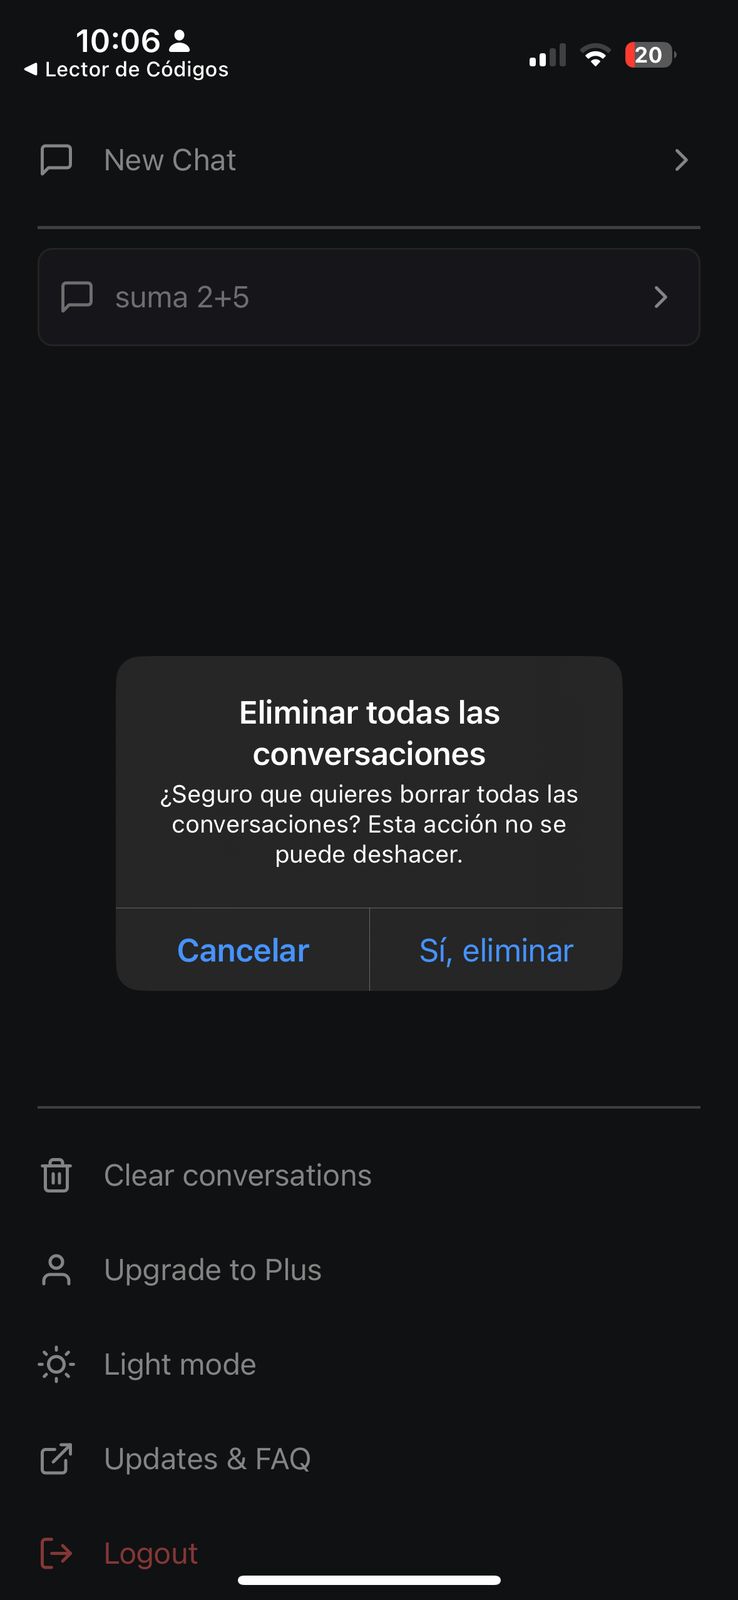 10:06
◀ Lector de Códigos
20
New Chat
suma 2+5
Eliminar todas las
conversaciones
¿Seguro que quieres borrar todas las
conversaciones? Esta acción no se
puede deshacer.
Cancelar
Sí, eliminar
Clear conversations
Upgrade to Plus
Light mode
Updates & FAQ
Logout